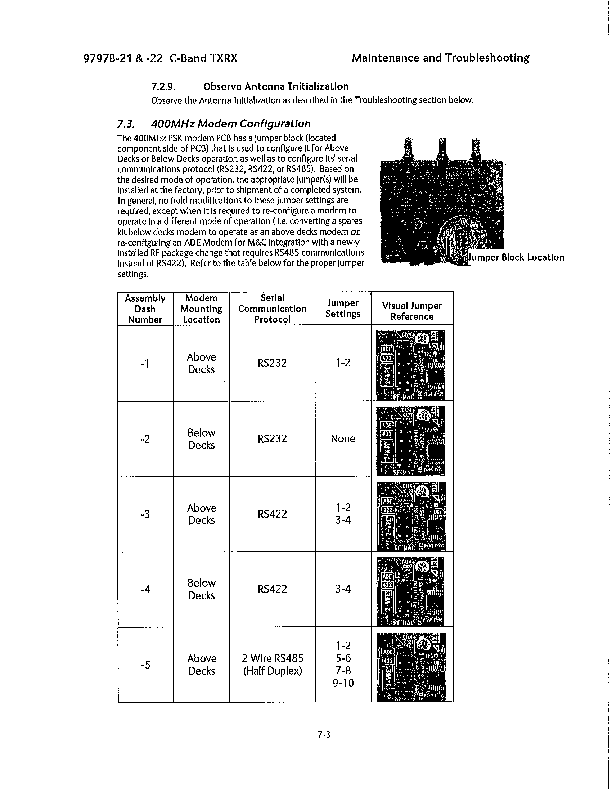 97978-21 & -22 C-Band TXRX
Maintenance and Troubleshooting
7.2.9. Observe Antenna Initialization
Observe the Antenna Initialization as described in the Troubleshooting section below.
7.3. 400MHz Modem Configuration
The 400MHz FSK modem PCB has a jumper block (located
component side of PCB) that is used to configure it for Above
Decks or Below Decks operation as well as to configure its' serial
communications protocol (RS232, RS422, or RS485). Based on
the desired mode of operation, the appropriate jumper(s) will be
installed at the factory, prior to shipment of a completed system.
In general, no field modifications to these jumper settings are
required, except when it is required to re-configure a modem to
operate in a different mode of operation (i.e. converting a spares
kit below decks modem to operate as an above decks modem or
re-configuring an ADE Modem for M&C integration with a newly
installed RF package change that requires RS485 communications
instead of RS422). Refer to the table below for the proper jumper
settings.
Jumper Block Location
Assembly Dash Number
Modem Mounting Location
Serial Communication Protocol
Jumper Settings
Visual Jumper Reference
-1 Above Decks RS232 1-2
-2 Below Decks RS232 None
-3 Above Decks RS422 1-2 3-4
-4 Below Decks RS422 3-4
-5 Above Decks 2 Wire RS485 (Half Duplex) 1-2 5-6 7-8 9-10
7-3